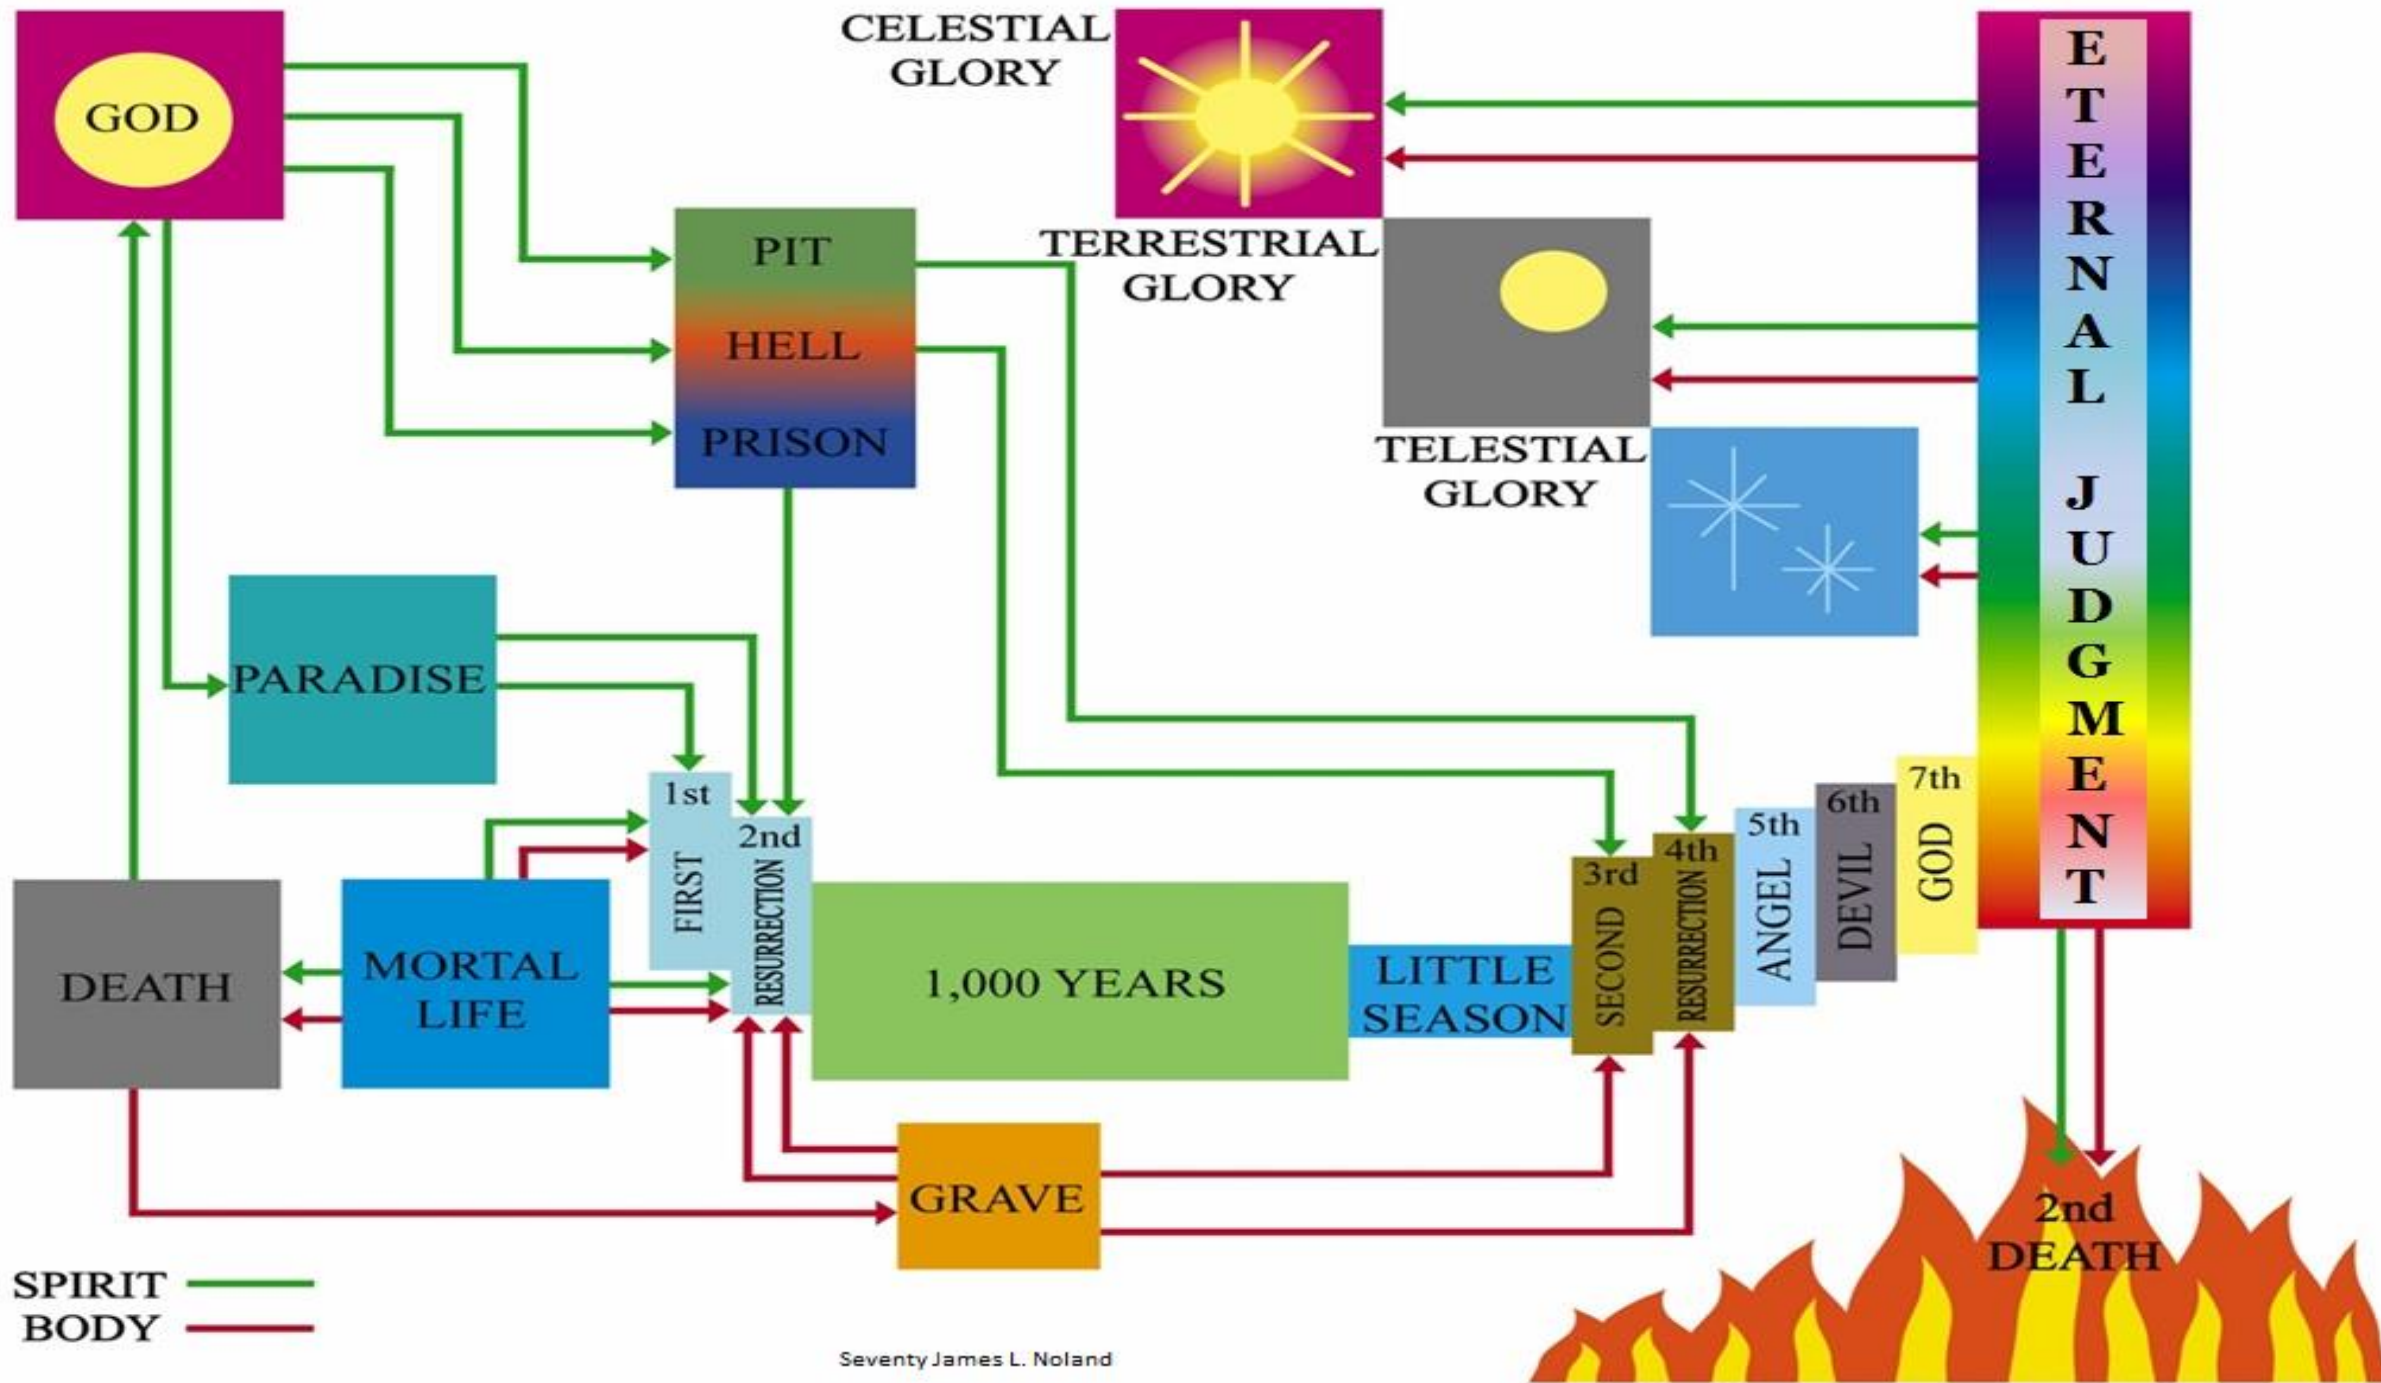 GOD
CELESTIAL
GLORY
TERRESTRIAL
GLORY
TELESTIAL
GLORY
ETERNAL JUDGMENT
PIT
HELL
PRISON
PARADISE
DEATH
MORTAL
LIFE
1st
FIRST
2nd
RESURRECTION
1,000 YEARS
LITTLE
SEASON
3rd
SECOND
4th
RESURRECTION
5th
ANGEL
6th
DEVIL
7th
GOD
GRAVE
2nd
DEATH
SPIRIT
BODY
Seventy James L. Noland